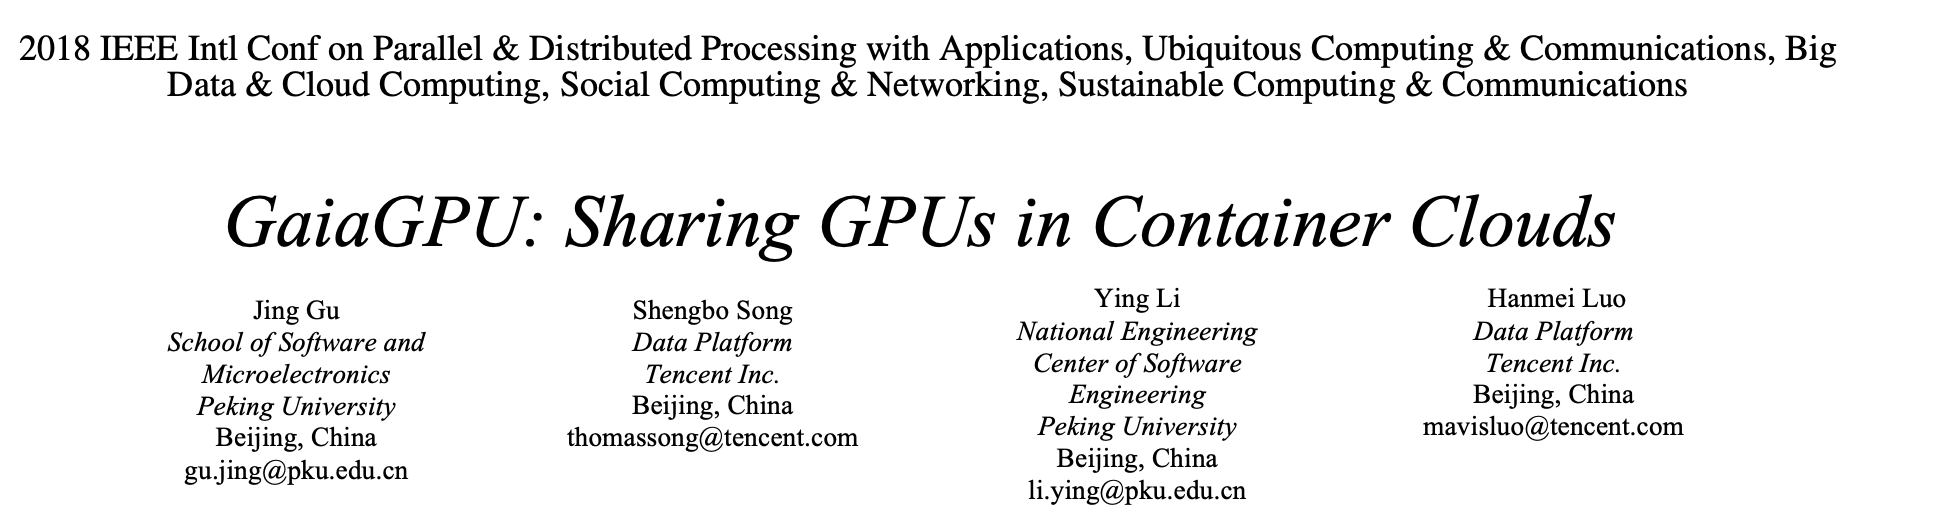 2018 IEEE Intl Conf on Parallel & Distributed Processing with Applications, Ubiquitous Computing & Communications, Big
Data & Cloud Computing, Social Computing & Networking, Sustainable Computing & Communications
GaiaGPU: Sharing GPUs in Container Clouds
Jing Gu
School of Software and
Microelectronics
Peking University
Beijing, China
gu.jing@pku.edu.cn
Shengbo Song
Data Platform
Tencent Inc.
Beijing, China
thomassong@tencent.com
Ying Li
National Engineering
Center of Software
Engineering
Peking University
Beijing, China
li.ying@pku.edu.cn
Hanmei Luo
Data Platform
Tencent Inc.
Beijing, China
mavisluo@tencent.com